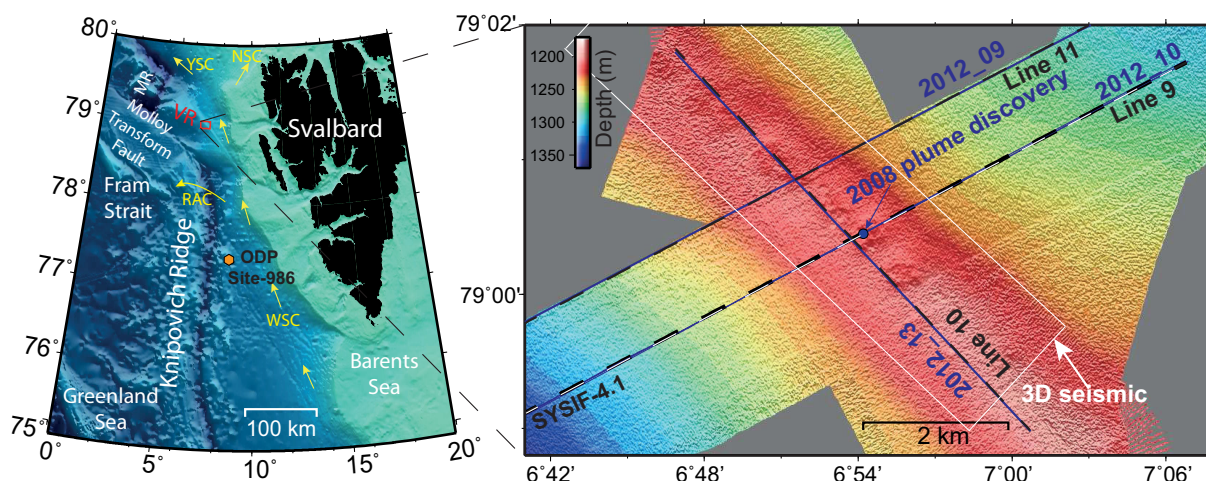 80°
79°
78°
77°
76°
75°
0°
5°
10°
15°
20°
YSC
NSC
MR
VR
Molloy
Transform
Fault
Svalbard
Fram
Strait
RAC
Knipovich Ridge
ODP
Site-986
WSC
Barents
Sea
Greenland
Sea
100 km
79°02'
79°00'
1200
1250
1300
1350
Depth (m)
2012_09
Line 11
2012_10
Line 9
2008 plume discovery
SYSIF-4.1
Line 10
2012_13
3D seismic
2 km
6°42'
6°48'
6°54'
7°00'
7°06'